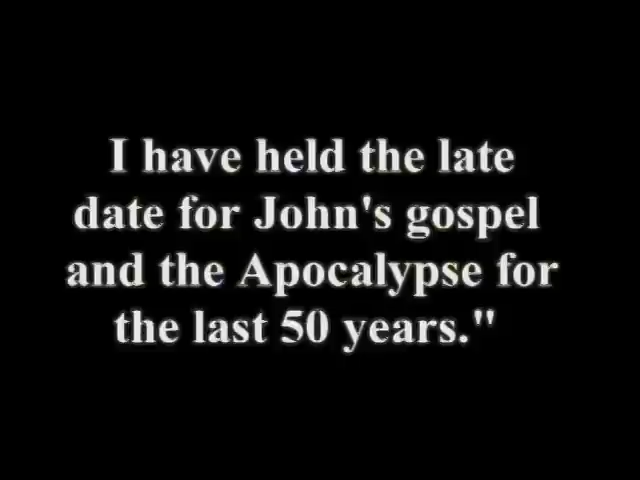 I have held the late
date for John's gospel
and the Apocalypse for
the last 50 years."